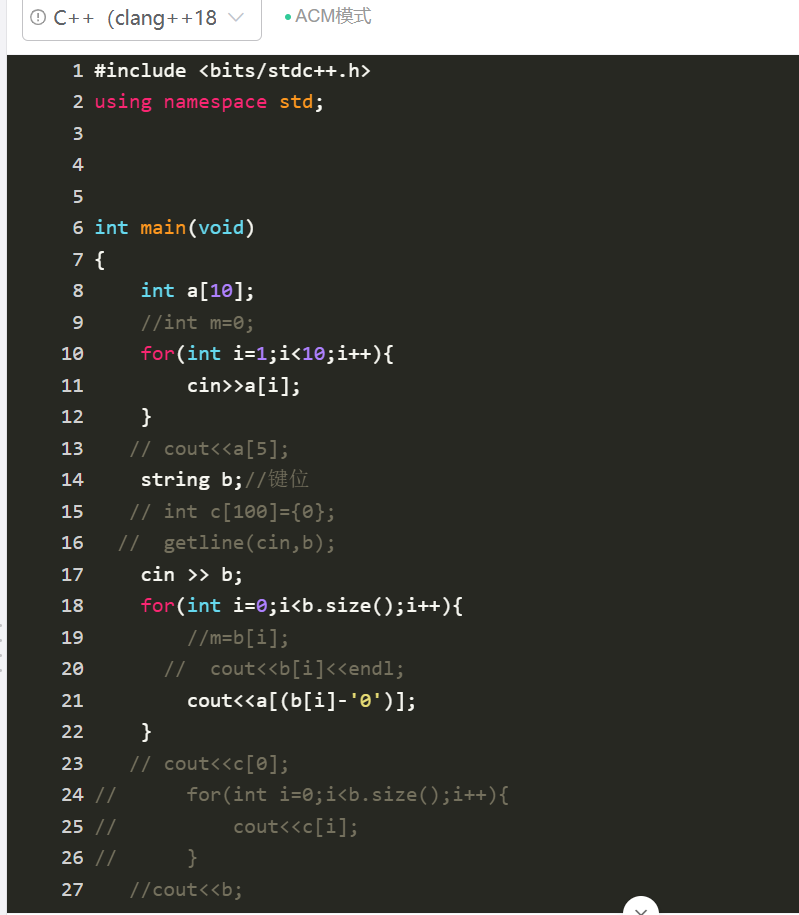 C++ (clang++18
ACM模式
1 #include <bits/stdc++.h>
2 using namespace std;
3
4
5
6 int main(void)
7 {
8     int a[10];
9     //int m=0;
10     for(int i=1;i<10;i++){
11         cin>>a[i];
12     }
13    // cout<<a[5];
14     string b;//键位
15    // int c[100]={0};
16   //  getline(cin,b);
17     cin >> b;
18     for(int i=0;i<b.size();i++){
19         //m=b[i];
20       //  cout<<b[i]<<endl;
21         cout<<a[(b[i]-'0')];
22     }
23    // cout<<c[0];
24 //      for(int i=0;i<b.size();i++){
25 //          cout<<c[i];
26 //      }
27    //cout<<b;